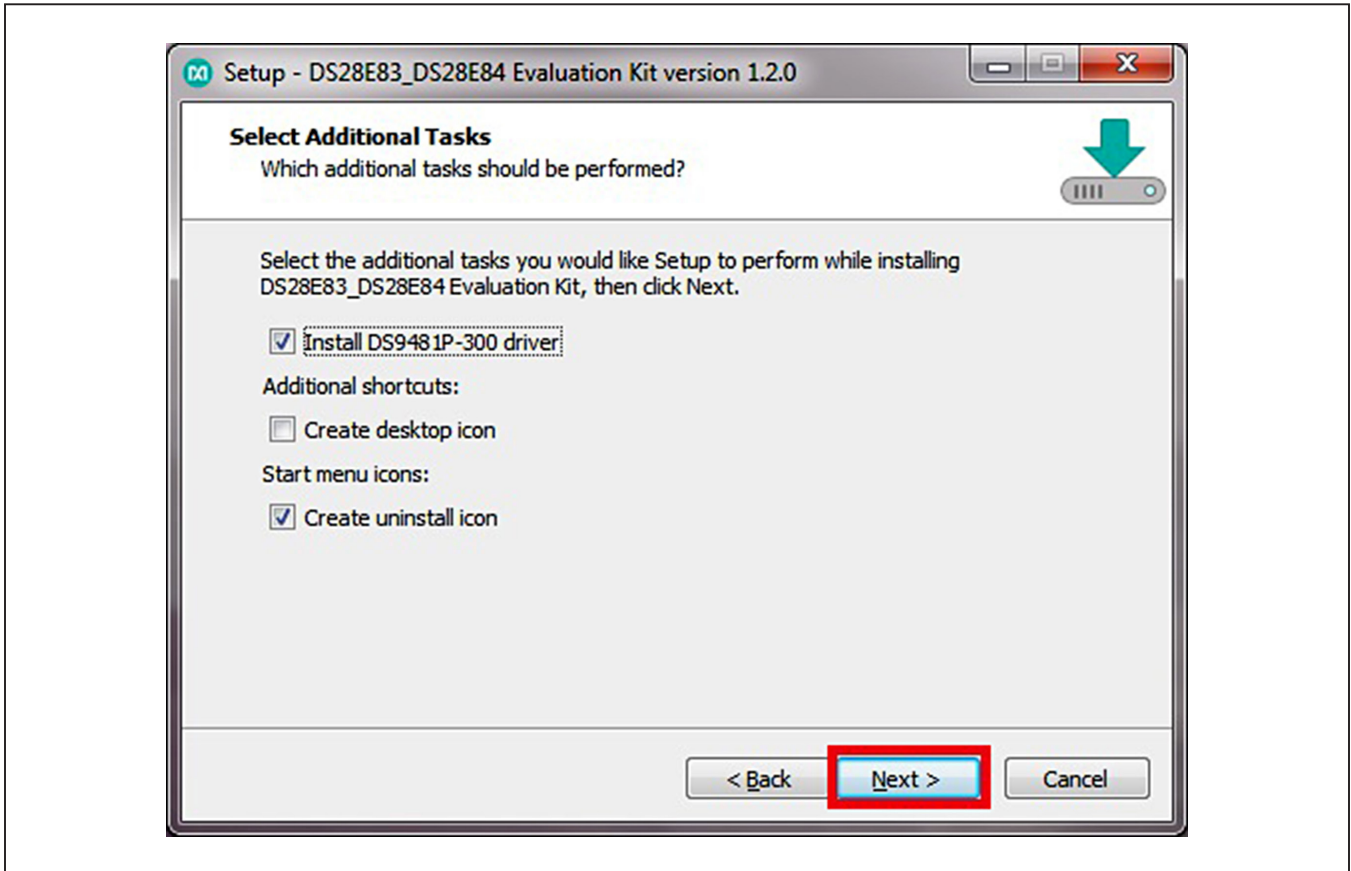 Setup - DS28E83_DS28E84 Evaluation Kit version 1.2.0
Select Additional Tasks
Which additional tasks should be performed?
Select the additional tasks you would like Setup to perform while installing
DS28E83_DS28E84 Evaluation Kit, then click Next.
Install DS9481P-300 driver
Additional shortcuts:
Create desktop icon
Start menu icons:
Create uninstall icon
< Back
Next >
Cancel